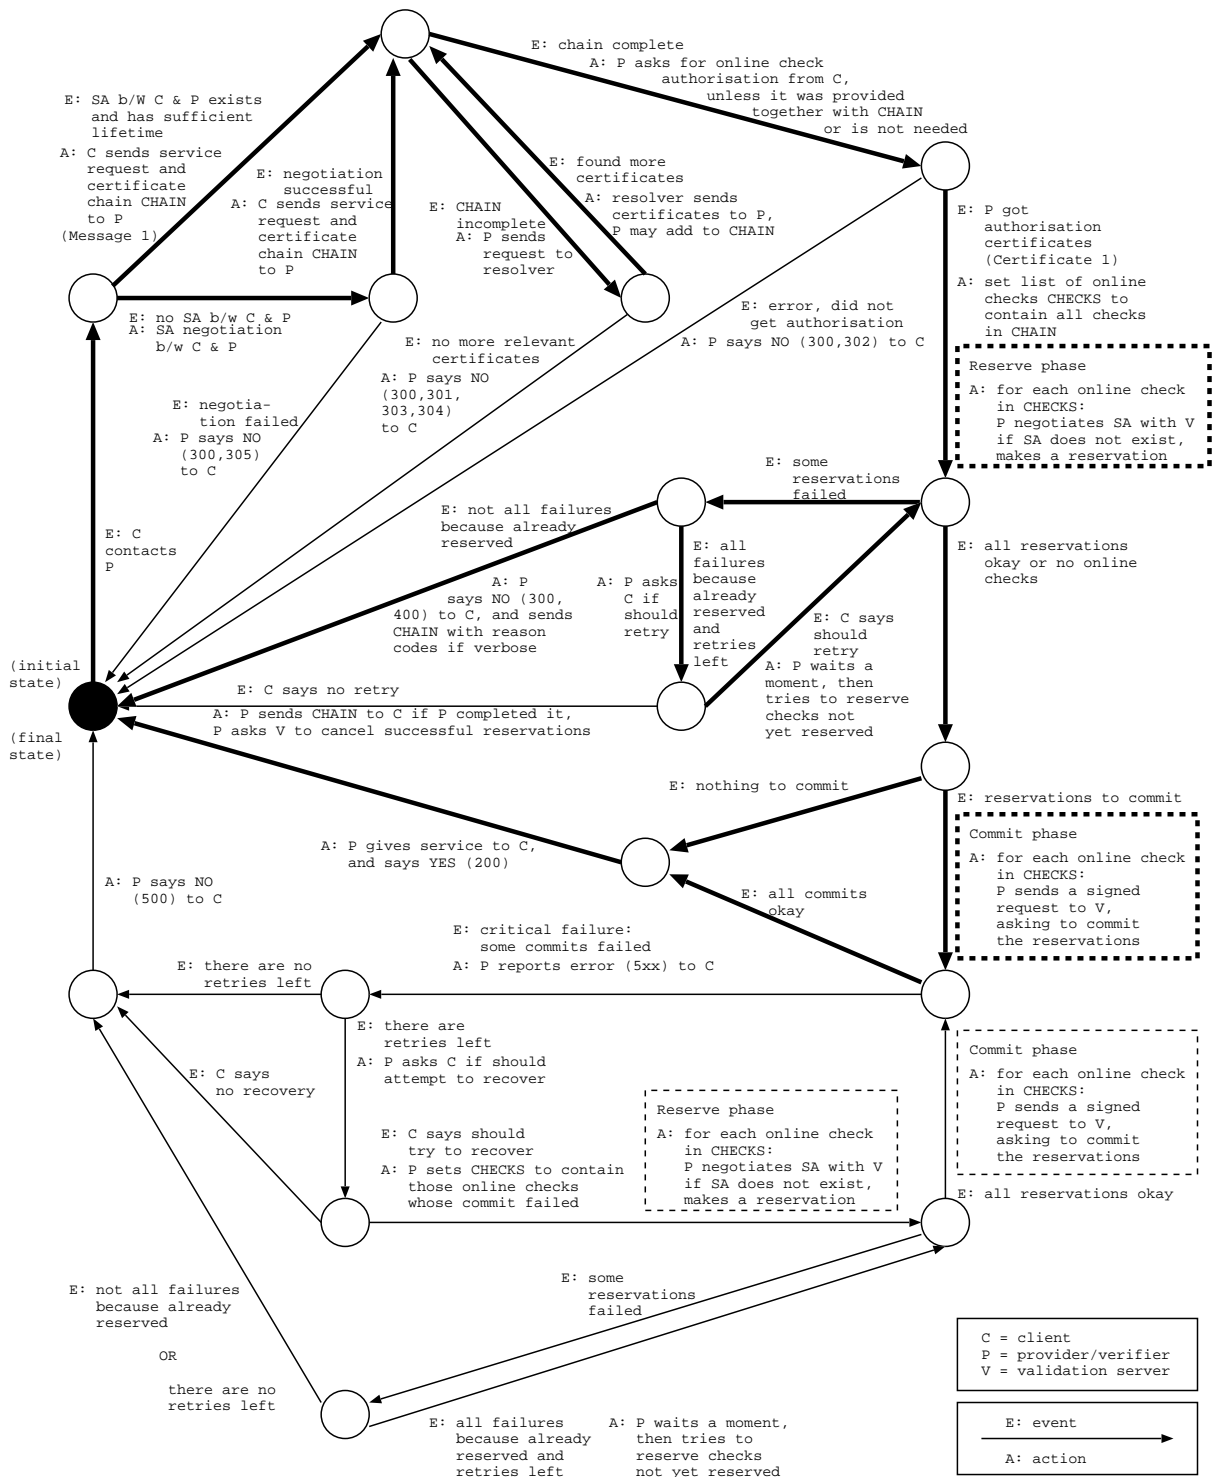 E: chain complete
A: P asks for online check
authorisation from C,
unless it was provided
together with CHAIN
or is not needed
E: SA b/W C & P exists
and has sufficient
lifetime
A: C sends service
request and
certificate
chain CHAIN
to P
(Message 1)
E: negotiation
successful
A: C sends service
request and
certificate
chain CHAIN
to P
E: CHAIN
incomplete
A: P sends
request to
resolver
E: found more
certificates
A: resolver sends
certificates to P,
P may add to CHAIN
E: P got
authorisation
certificates
(Certificate 1)
A: set list of online
checks CHECKS to
contain all checks
in CHAIN
E: no SA b/w C & P
A: SA negotiation
b/w C & P
E: error, did not
get authorisation
A: P says NO (300,302) to C
E: no more relevant
certificates
A: P says NO
(300,301,
303,304)
to C
Reserve phase
A: for each online check
in CHECKS:
P negotiates SA with V
if SA does not exist,
makes a reservation
E: negotia-
tion failed
A: P says NO
(300,305)
to C
E: some
reservations
failed
E: not all failures
because already
reserved
E: C
contacts
P
E: all
failures
because
already
reserved
and
retries
left
E: all reservations
okay or no online
checks
A: P
says NO (300,
400) to C, and sends
CHAIN with reason
codes if verbose
A: P asks
C if
should
retry
E: C says
should
retry
A: P waits a
moment, then
tries to reserve
checks not
yet reserved
(initial
state)
E: C says no retry
A: P sends CHAIN to C if P completed it,
P asks V to cancel successful reservations
(final
state)
E: nothing to commit
E: reservations to commit
Commit phase
A: for each online check
in CHECKS:
P sends a signed
request to V,
asking to commit
the reservations
A: P gives service to C,
and says YES (200)
A: P says NO
(500) to C
E: all commits
okay
E: critical failure:
some commits failed
A: P reports error (5xx) to C
E: there are no
retries left
E: there are
retries left
A: P asks C if should
attempt to recover
Commit phase
A: for each online check
in CHECKS:
P sends a signed
request to V,
asking to commit
the reservations
E: C says
no recovery
Reserve phase
A: for each online check
in CHECKS:
P negotiates SA with V
if SA does not exist,
makes a reservation
E: C says should
try to recover
A: P sets CHECKS to contain
those online checks
whose commit failed
E: all reservations okay
E: not all failures
because already
reserved
OR
there are no
retries left
E: some
reservations
failed
C = client
P = provider/verifier
V = validation server
E: all failures
because already
reserved and
retries left
A: P waits a moment,
then tries to
reserve checks
not yet reserved
E: event
A: action